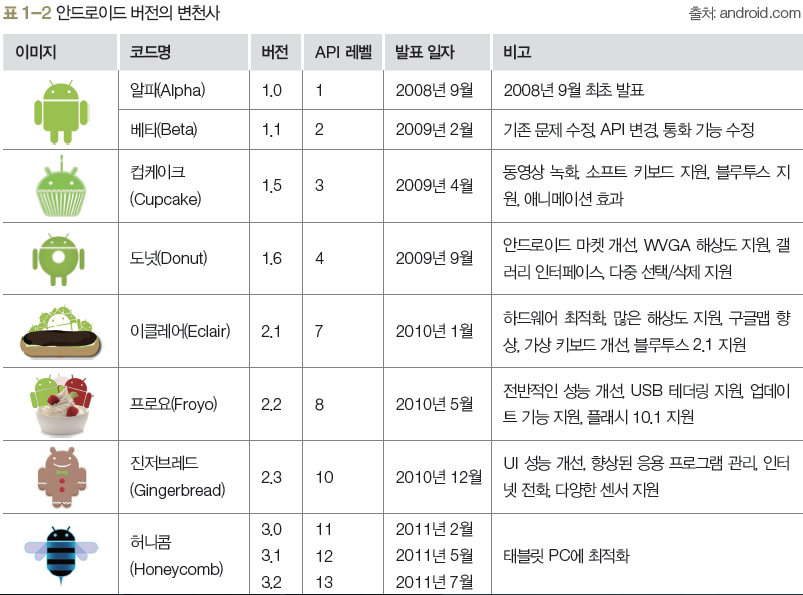 표 1-2 안드로이드 버전의 변천사
출처: android.com
이미지 코드명 버전 API 레벨 발표 일자 비고
알파(Alpha) 1.0 1 2008년 9월 2008년 9월 최초 발표
베타(Beta) 1.1 2 2009년 2월 기존 문제 수정, API 변경, 통화 기능 수정
컵케이크
(Cupcake)
1.5 3 2009년 4월
동영상 녹화, 소프트 키보드 지원, 블루투스 지
원, 애니메이션 효과
도넛(Donut) 1.6 4 2009년 9월
안드로이드 마켓 개선, WVGA 해상도 지원, 갤
러리 인터페이스, 다중 선택/삭제 지원
이클레어(Eclair) 2.1 7 2010년 1월
하드웨어 최적화, 많은 해상도 지원, 구글맵 향
상, 가상 키보드 개선, 블루투스 2.1 지원
프로요(Froyo) 2.2 8 2010년 5월
전반적인 성능 개선, USB 테더링 지원, 업데이
트 기능 지원, 플래시 10.1 지원
진저브레드
(Gingerbread)
2.3 10 2010년 12월
UI 성능 개선, 향상된 응용 프로그램 관리, 인터
넷 전화, 다양한 센서 지원
허니콤
(Honeycomb)
3.0 11 2011년 2월
3.1 12 2011년 5월
3.2 13 2011년 7월
태블릿 PC에 최적화